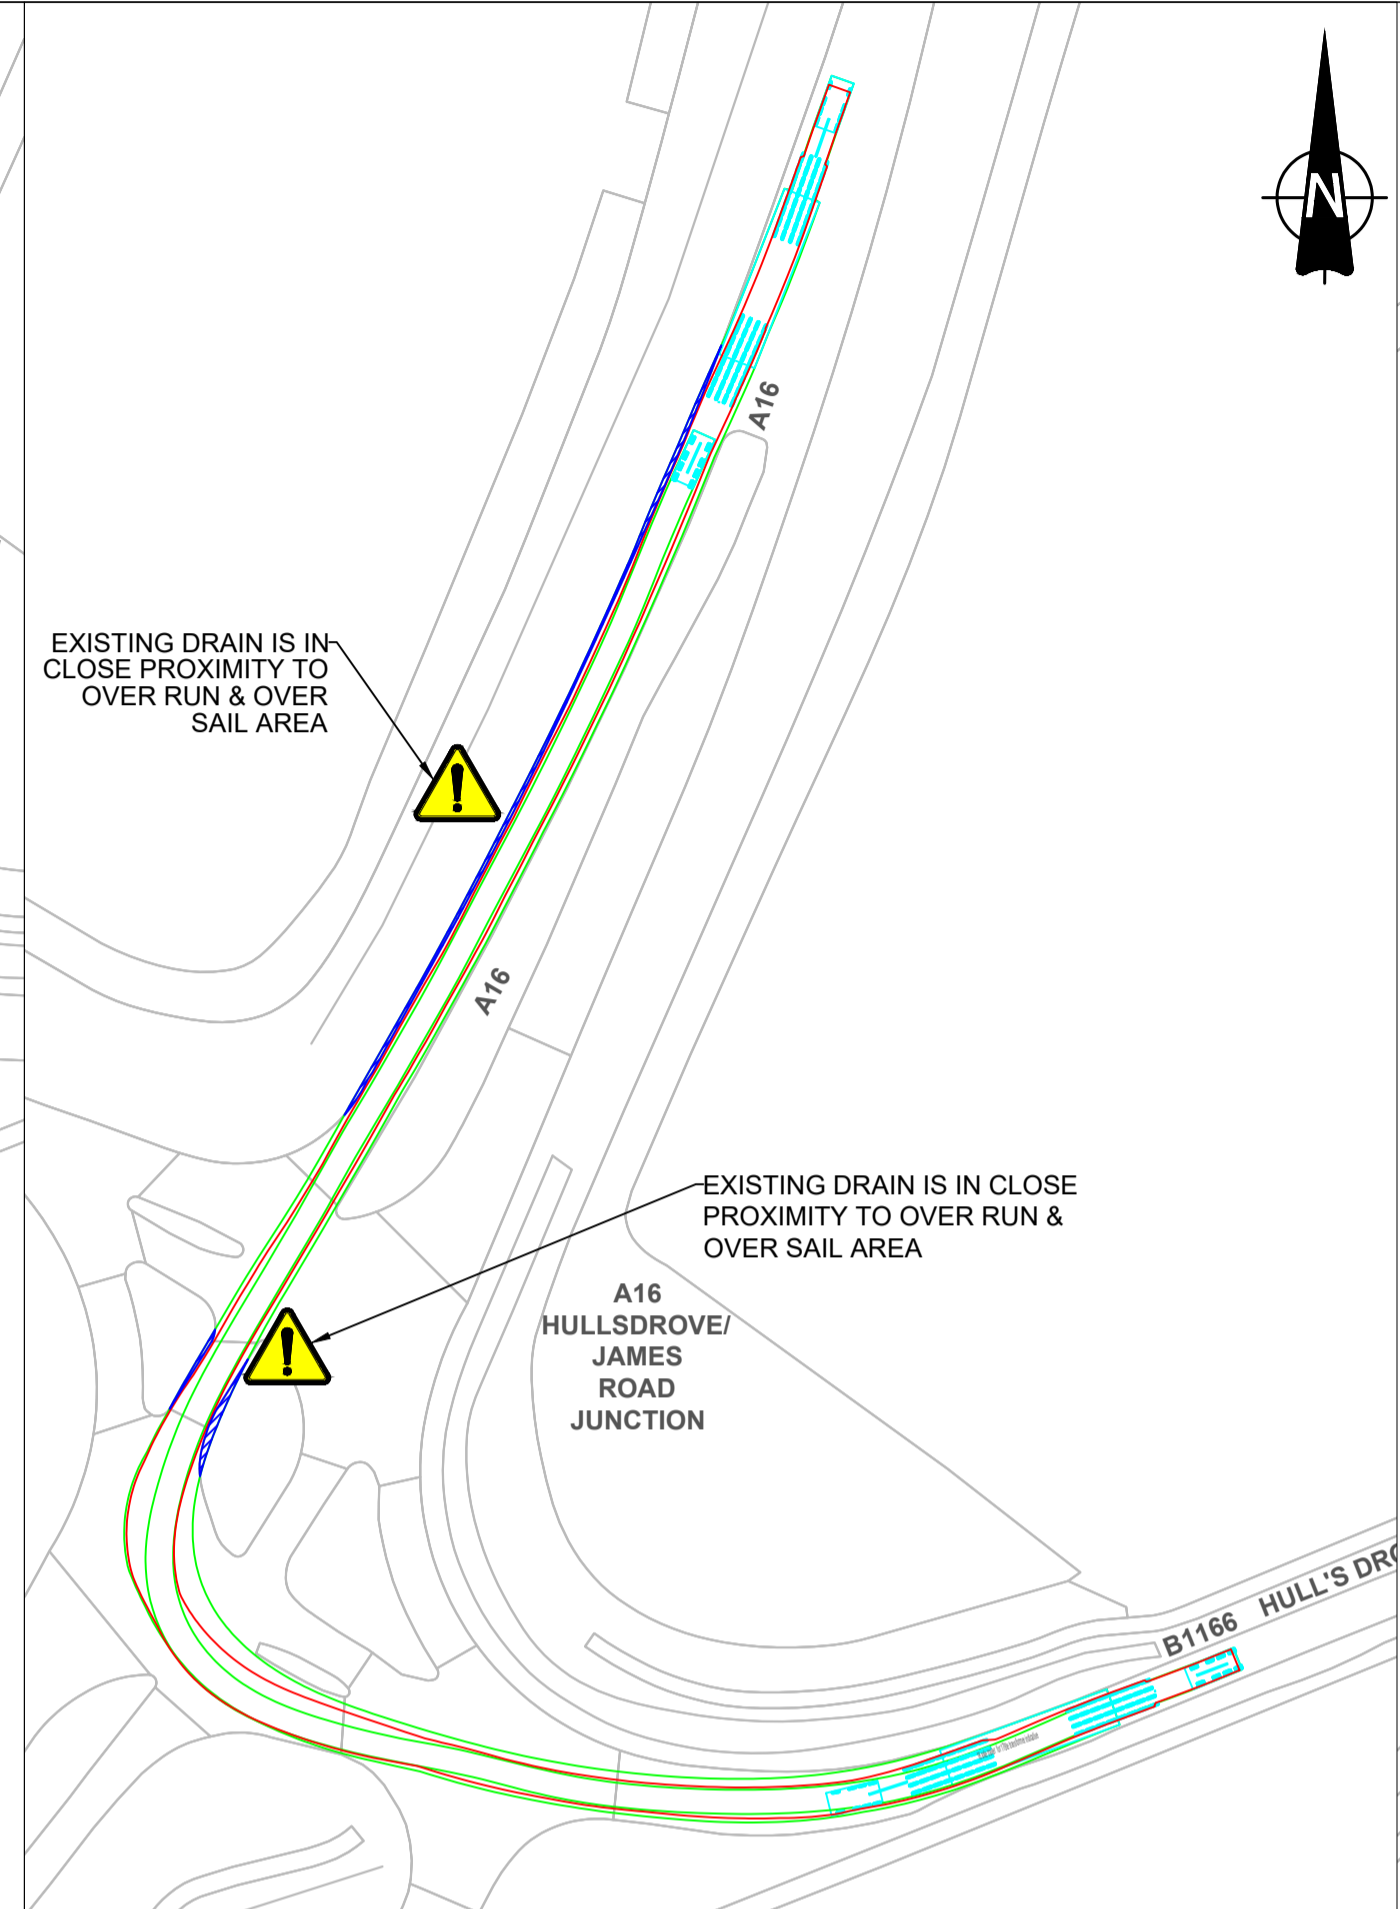 N
A16
EXISTING DRAIN IS IN
CLOSE PROXIMITY TO
OVER RUN & OVER
SAIL AREA
A16
EXISTING DRAIN IS IN CLOSE
PROXIMITY TO OVER RUN &
OVER SAIL AREA
A16
HULLSDROVE/
JAMES
ROAD
JUNCTION
B1166 HULL'S DRO